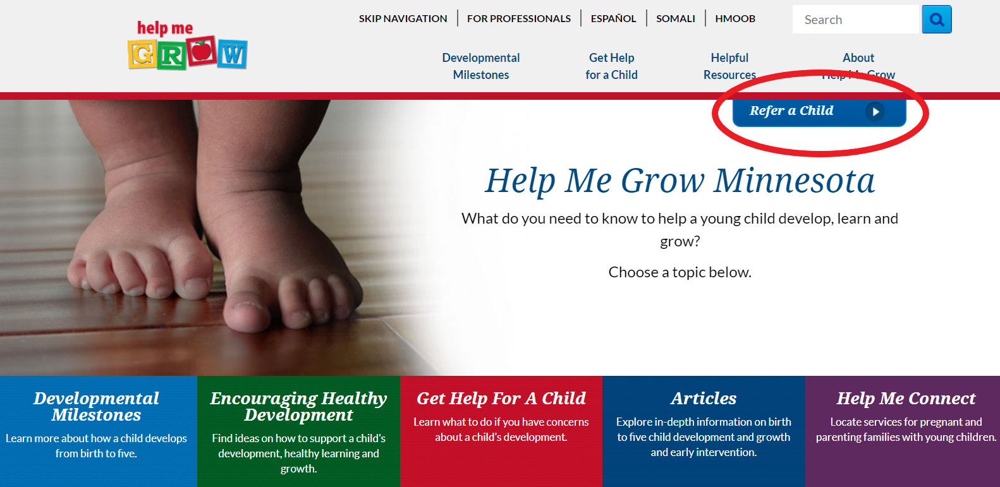 help me
GROW
SKIP NAVIGATION
FOR PROFESSIONALS
ESPAÑOL
SOMALI
HMOOB
Search
Developmental
Milestones
Get Help
for a Child
Helpful
Resources
About
Help Me Grow
Refer a Child
Help Me Grow Minnesota
What do you need to know to help a young child develop, learn and
grow?
Choose a topic below.
Developmental
Milestones
Learn more about how a child develops
from birth to five.
Encouraging Healthy
Development
Find ideas on how to support a child's
development, healthy learning and
growth.
Get Help For A Child
Learn what to do if you have concerns
about a child's development.
Articles
Explore in-depth information on birth
to five child development and growth
and early intervention.
Help Me Connect
Locate services for pregnant and
parenting families with young children.